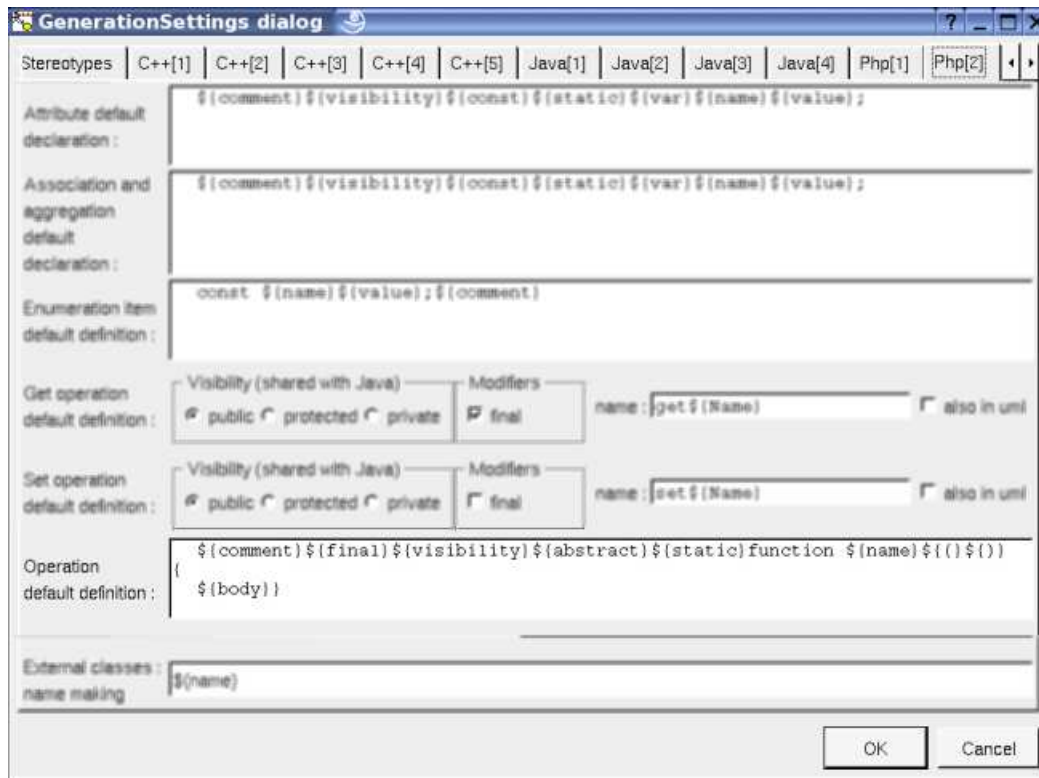 GenerationSettings dialog
Stereotypes C++[1] C++[2] C++[3] C++[4] C++[5] Java[1] Java[2] Java[3] Java[4] Php[1] Php[2]
Attribute default
declaration :
${comment}${visibility}${const}${static}${var}${name}${value};
Association and
aggregation
default
declaration :
${comment}${visibility}${const}${static}${var}${name}${value};
Enumeration item
default definition :
const ${name}${value};${comment}
Get operation
default definition :
Visibility (shared with Java)
public protected private
Modifiers
final
name : get${Name}
also in uml
Set operation
default definition :
Visibility (shared with Java)
public protected private
Modifiers
final
name : set${Name}
also in uml
Operation
default definition :
${comment}${final}${visibility}${abstract}${static}function ${name}${(}${)}
{
${body}}
External classes :
name making
${name}
OK Cancel